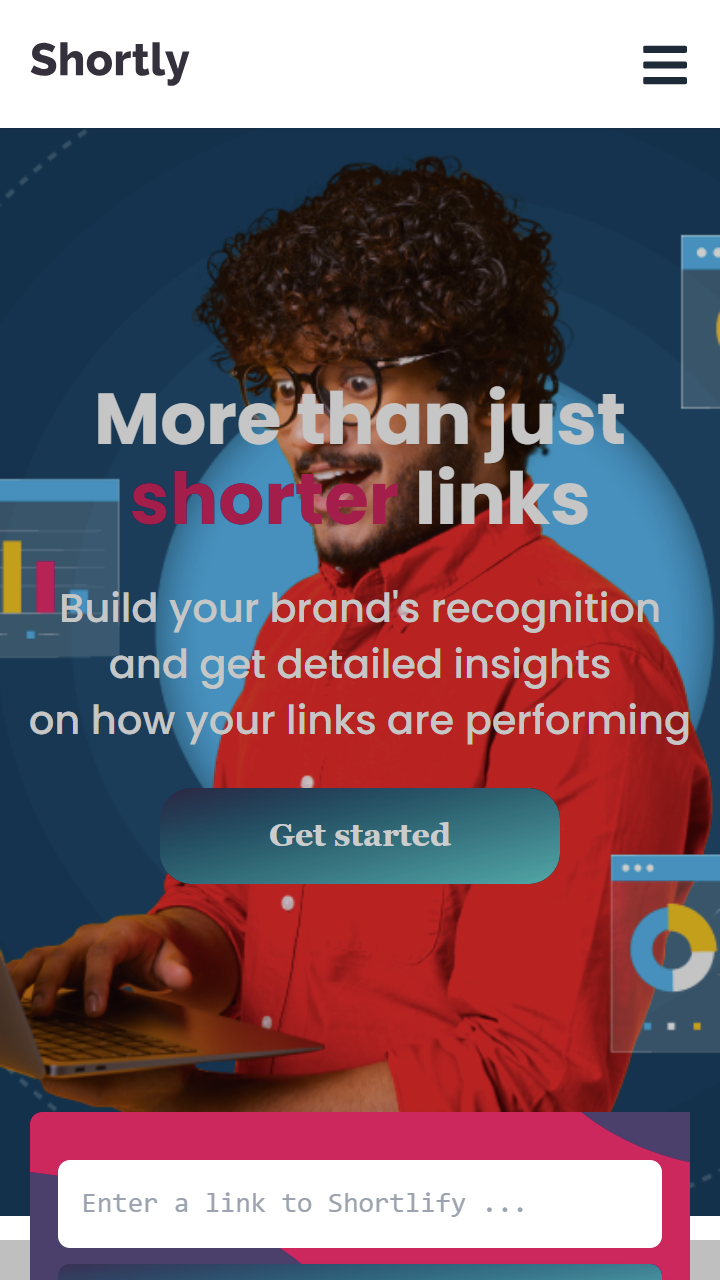 Shortly
More than just
shorter links
Build your brand's recognition
and get detailed insights
on how your links are performing
Get started
Enter a link to Shortlify ...